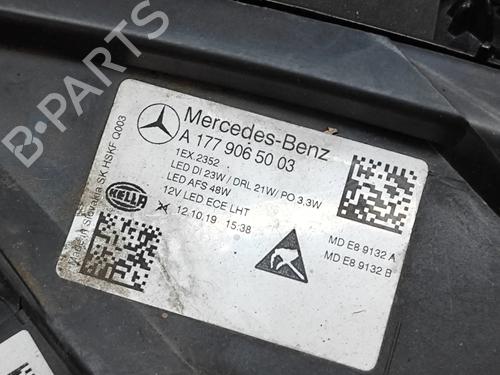 Mercedes-Benz
A 177 906 50 03
1EX.2352
LED DI 23W / DRL 21W/ PO 3.3W
LED AFS 48W
12V LED ECE LHT
12.10.19 15:38
HELLA
Made in Slovakia SK HSKF Q003
MD E8 9132 A
MD E8 9132 B
B-PARTS